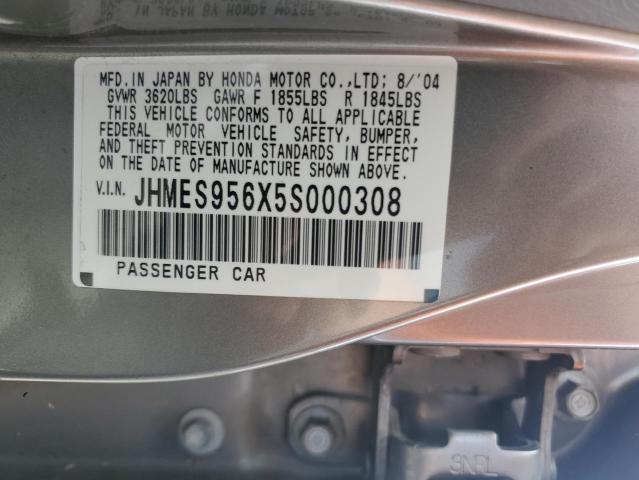 MFD.IN JAPAN BY HONDA MOTOR CO.,LTD; 8/'04
GVWR 3620LBS GAWR F 1855LBS R 1845LBS
THIS VEHICLE CONFORMS TO ALL APPLICABLE
FEDERAL MOTOR VEHICLE SAFETY, BUMPER,
AND THEFT PREVENTION STANDARDS IN EFFECT
ON THE DATE OF MANUFACTURE SHOWN ABOVE.
V.I.N. JHMES956X5S000308
PASSENGER CAR